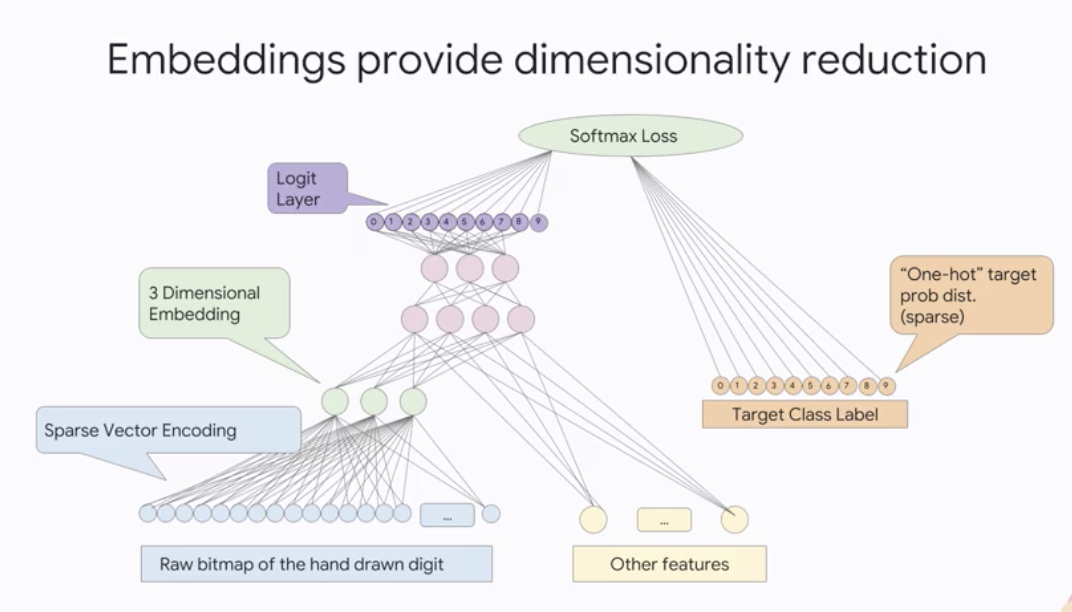 Embeddings provide dimensionality reduction
Softmax Loss
Logit
Layer
0 1 2 3 4 5 6 7 8 9
3 Dimensional
Embedding
"One-hot" target
prob dist.
(sparse)
0 1 2 3 4 5 6 7 8 9
Target Class Label
Sparse Vector Encoding
...
...
Raw bitmap of the hand drawn digit
Other features